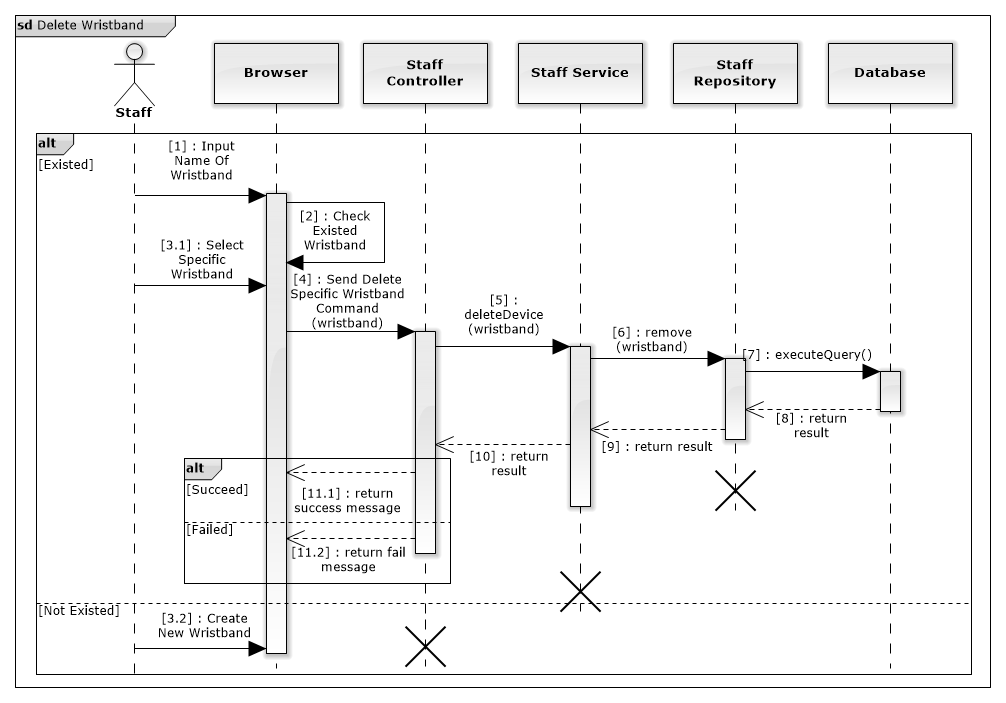 sd Delete Wristband
Staff
Browser
Staff
Controller
Staff Service
Staff
Repository
Database
alt
[Existed]
[1] : Input
Name Of
Wristband
[2] : Check
Existed
Wristband
[3.1] : Select
Specific
Wristband
[4] : Send Delete
Specific Wristband
Command
(wristband)
[5] :
deleteDevice
(wristband)
[6] : remove
(wristband)
[7] : executeQuery()
[8] : return
result
[9] : return result
[10] : return
result
alt
[Succeed]
[11.1] : return
success message
[Failed]
[11.2] : return fail
message
[Not Existed]
[3.2] : Create
New Wristband